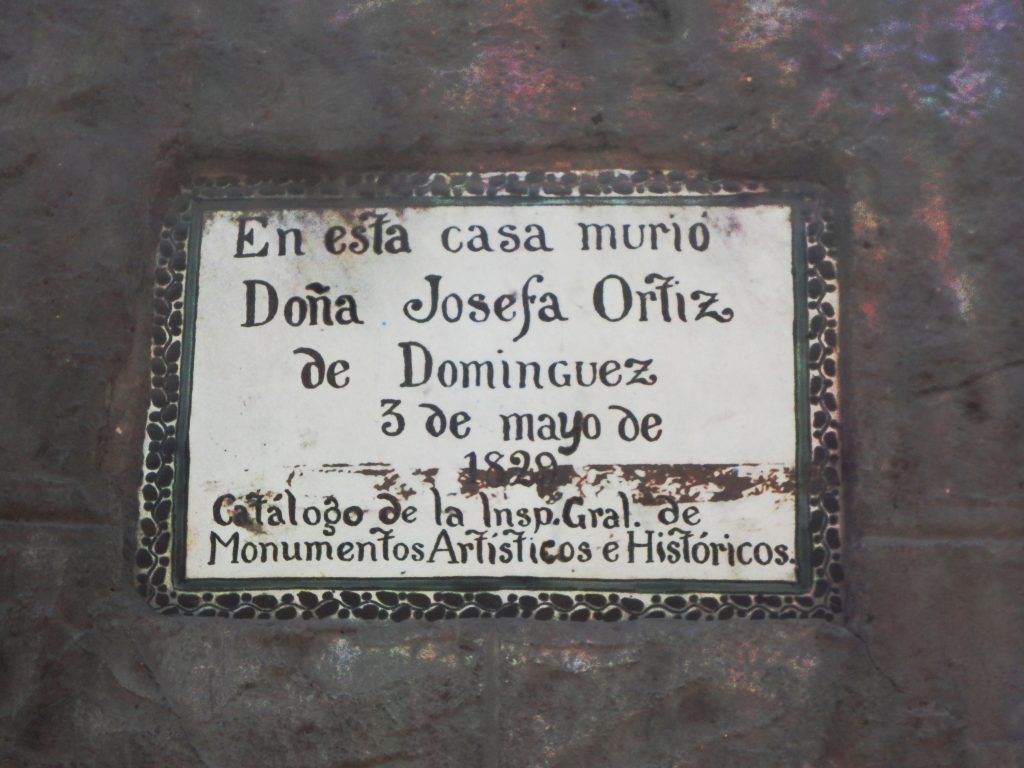 En esta casa murió
Doña Josefa Ortiz
de Dominguez
3 de mayo de
1829
Catálogo de la Insp. Gral. de
Monumentos Artísticos é Históricos.